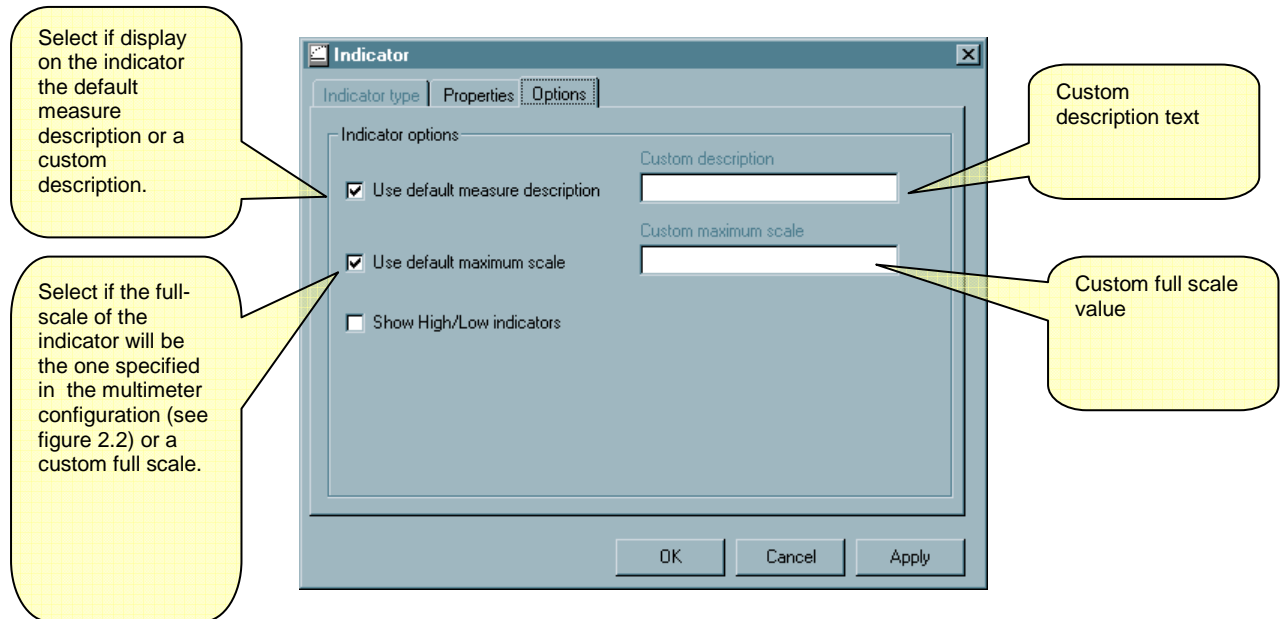 Select if display
on the indicator
the default
measure
description or a
custom
description.
Select if the full-
scale of the
indicator will be
the one specified
in the multimeter
configuration (see
figure 2.2) or a
custom full scale.
Indicator
Indicator type Properties Options
Indicator options
Custom description
Use default measure description
Custom maximum scale
Use default maximum scale
Show High/Low indicators
OK Cancel Apply
Custom
description text
Custom full scale
value